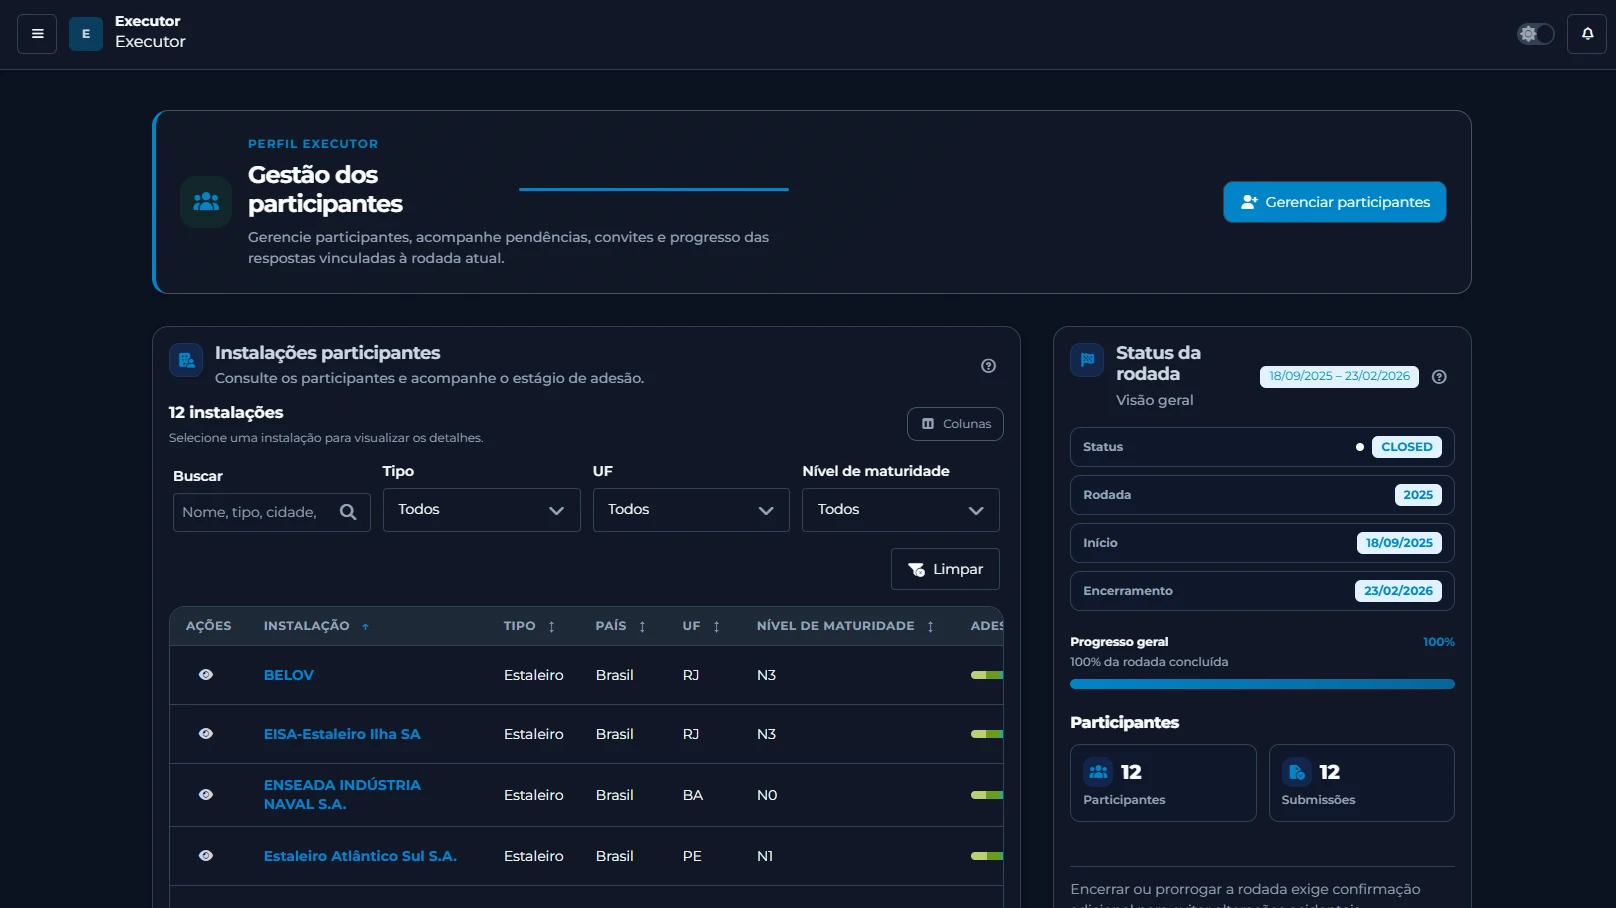 E
Executor
Executor
PERFIL EXECUTOR
Gestão dos
participantes
Gerencie participantes, acompanhe pendências, convites e progresso das
respostas vinculadas à rodada atual.
Gerenciar participantes
Instalações participantes
Consulte os participantes e acompanhe o estágio de adesão.
12 instalações
Selecione uma instalação para visualizar os detalhes.
Colunas
Buscar
Tipo
UF
Nível de maturidade
Nome, tipo, cidade,
Todos
Todos
Todos
Limpar
AÇÕES INSTALAÇÃO TIPO PAÍS UF NÍVEL DE MATURIDADE ADES
BELOV Estaleiro Brasil RJ N3
EISA-Estaleiro Ilha SA Estaleiro Brasil RJ N3
ENSEADA INDÚSTRIA
NAVAL S.A. Estaleiro Brasil BA N0
Estaleiro Atlântico Sul S.A. Estaleiro Brasil PE N1
Status da
rodada
18/09/2025 – 23/02/2026
Visão geral
Status CLOSED
Rodada 2025
Início 18/09/2025
Encerramento 23/02/2026
Progresso geral 100%
100% da rodada concluída
Participantes
12
Participantes
12
Submissões
Encerrar ou prorrogar a rodada exige confirmação